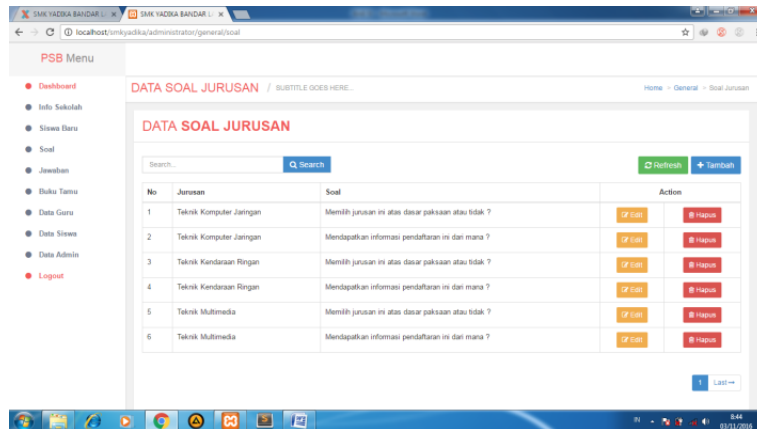 SMK YADIKA BANDAR L
SMK YADIKA BANDAR L
localhost/smkyadika/administrator/general/soal
PSB Menu
Dashboard
Info Sekolah
Siswa Baru
Soal
Jawaban
Buku Tamu
Data Guru
Data Siswa
Data Admin
Logout
DATA SOAL JURUSAN / SUBTITLE GOES HERE...
Home > General > Soal Jurusan
DATA SOAL JURUSAN
Search... Search Refresh + Tambah
No Jurusan Soal Action
1 Teknik Komputer Jaringan Memilih jurusan ini atas dasar paksaan atau tidak ? Edit Hapus
2 Teknik Komputer Jaringan Mendapatkan informasi pendaftaran ini dari mana ? Edit Hapus
3 Teknik Kendaraan Ringan Memilih jurusan ini atas dasar paksaan atau tidak ? Edit Hapus
4 Teknik Kendaraan Ringan Mendapatkan informasi pendaftaran ini dari mana ? Edit Hapus
5 Teknik Multimedia Memilih jurusan ini atas dasar paksaan atau tidak ? Edit Hapus
6 Teknik Multimedia Mendapatkan informasi pendaftaran ini dari mana ? Edit Hapus
1 Last→
IN 8:44
03/11/2016